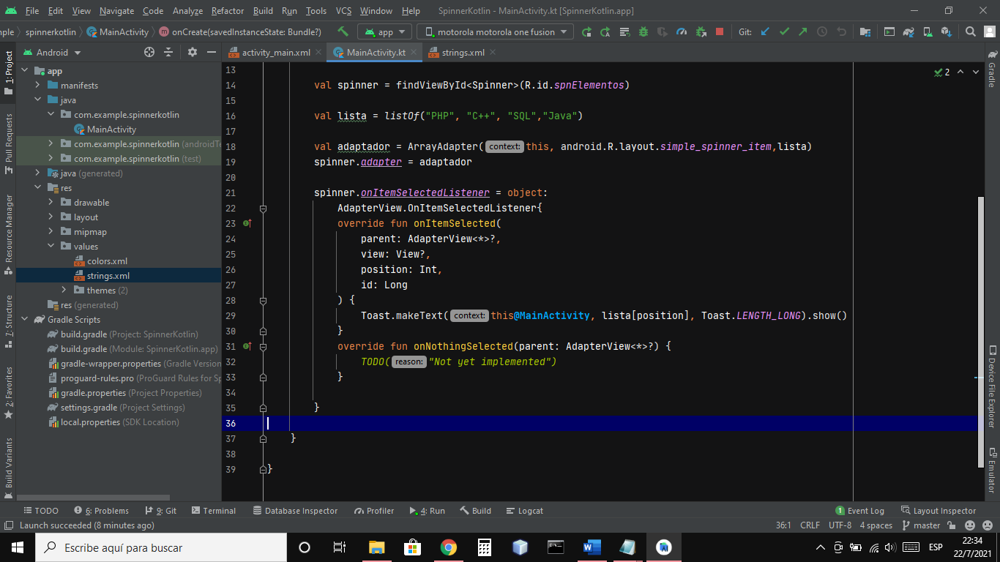 File Edit View Navigate Code Analyze Refactor Build Run Tools VCS Window Help SpinnerKotlin - MainActivity.kt [SpinnerKotlin.app]
ple spinnerkotlin MainActivity onCreate(savedInstanceState: Bundle?) app motorola motorola one fusion Git:
Android
activity_main.xml MainActivity.kt strings.xml
1: Project
Pull Requests
Resource Manager
7: Structure
2: Favorites
Build Variants
app
manifests
java
com.example.spinnerkotlin
MainActivity
com.example.spinnerkotlin (androidTe
com.example.spinnerkotlin (test)
java (generated)
res
drawable
layout
mipmap
values
colors.xml
strings.xml
themes (2)
res (generated)
Gradle Scripts
build.gradle (Project: SpinnerKotlin)
build.gradle (Module: SpinnerKotlin.app)
gradle-wrapper.properties (Gradle Version
proguard-rules.pro (ProGuard Rules for Sp
gradle.properties (Project Properties)
settings.gradle (Project Settings)
local.properties (SDK Location)
2
13
14 val spinner = findViewById<Spinner>(R.id.spnElementos)
15
16 val lista = listOf("PHP", "C++", "SQL","Java")
17
18 val adaptador = ArrayAdapter( context: this, android.R.layout.simple_spinner_item,lista)
19 spinner.adapter = adaptador
20
21 spinner.onItemSelectedListener = object:
22 AdapterView.OnItemSelectedListener{
23 override fun onItemSelected(
24 parent: AdapterView<*>?,
25 view: View?,
26 position: Int,
27 id: Long
28 ) {
29 Toast.makeText( context: this@MainActivity, lista[position], Toast.LENGTH_LONG).show()
30 }
31 override fun onNothingSelected(parent: AdapterView<*>?) {
32 TODO( reason: "Not yet implemented")
33 }
34
35 }
36
37 }
38
39 }
Gradle
Device File Explorer
Emulator
TODO 6: Problems 9: Git Terminal Database Inspector Profiler 4: Run Build Logcat 1 Event Log Layout Inspector
Launch succeeded (8 minutes ago) 36:1 CRLF UTF-8 4 spaces master
Escribe aquí para buscar
ESP
22:34
22/7/2021